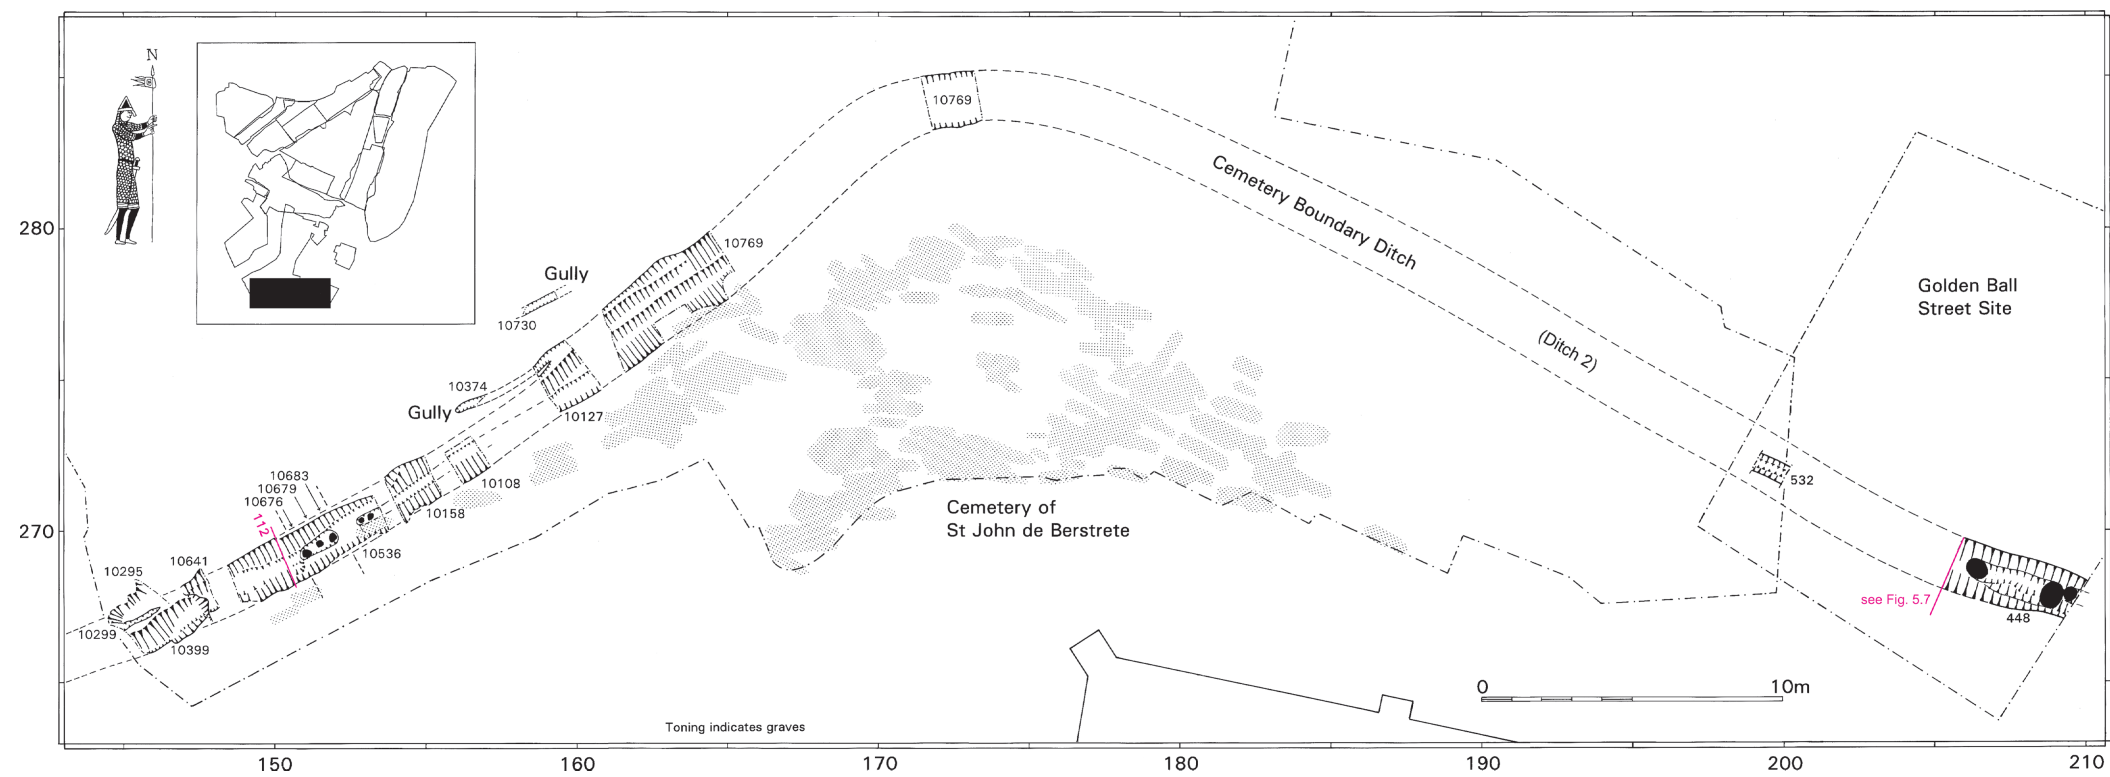 N
10769
280
Cemetery Boundary Ditch
10769
Gully
Golden Ball
Street Site
10730
(Ditch 2)
10374
Gully
10127
10683
10679
10676
10108
532
112
10158
Cemetery of
St John de Berstrete
270
10536
10641
10295
see Fig. 5.7
448
10299
10399
0 10m
Toning indicates graves
150 160 170 180 190 200 210